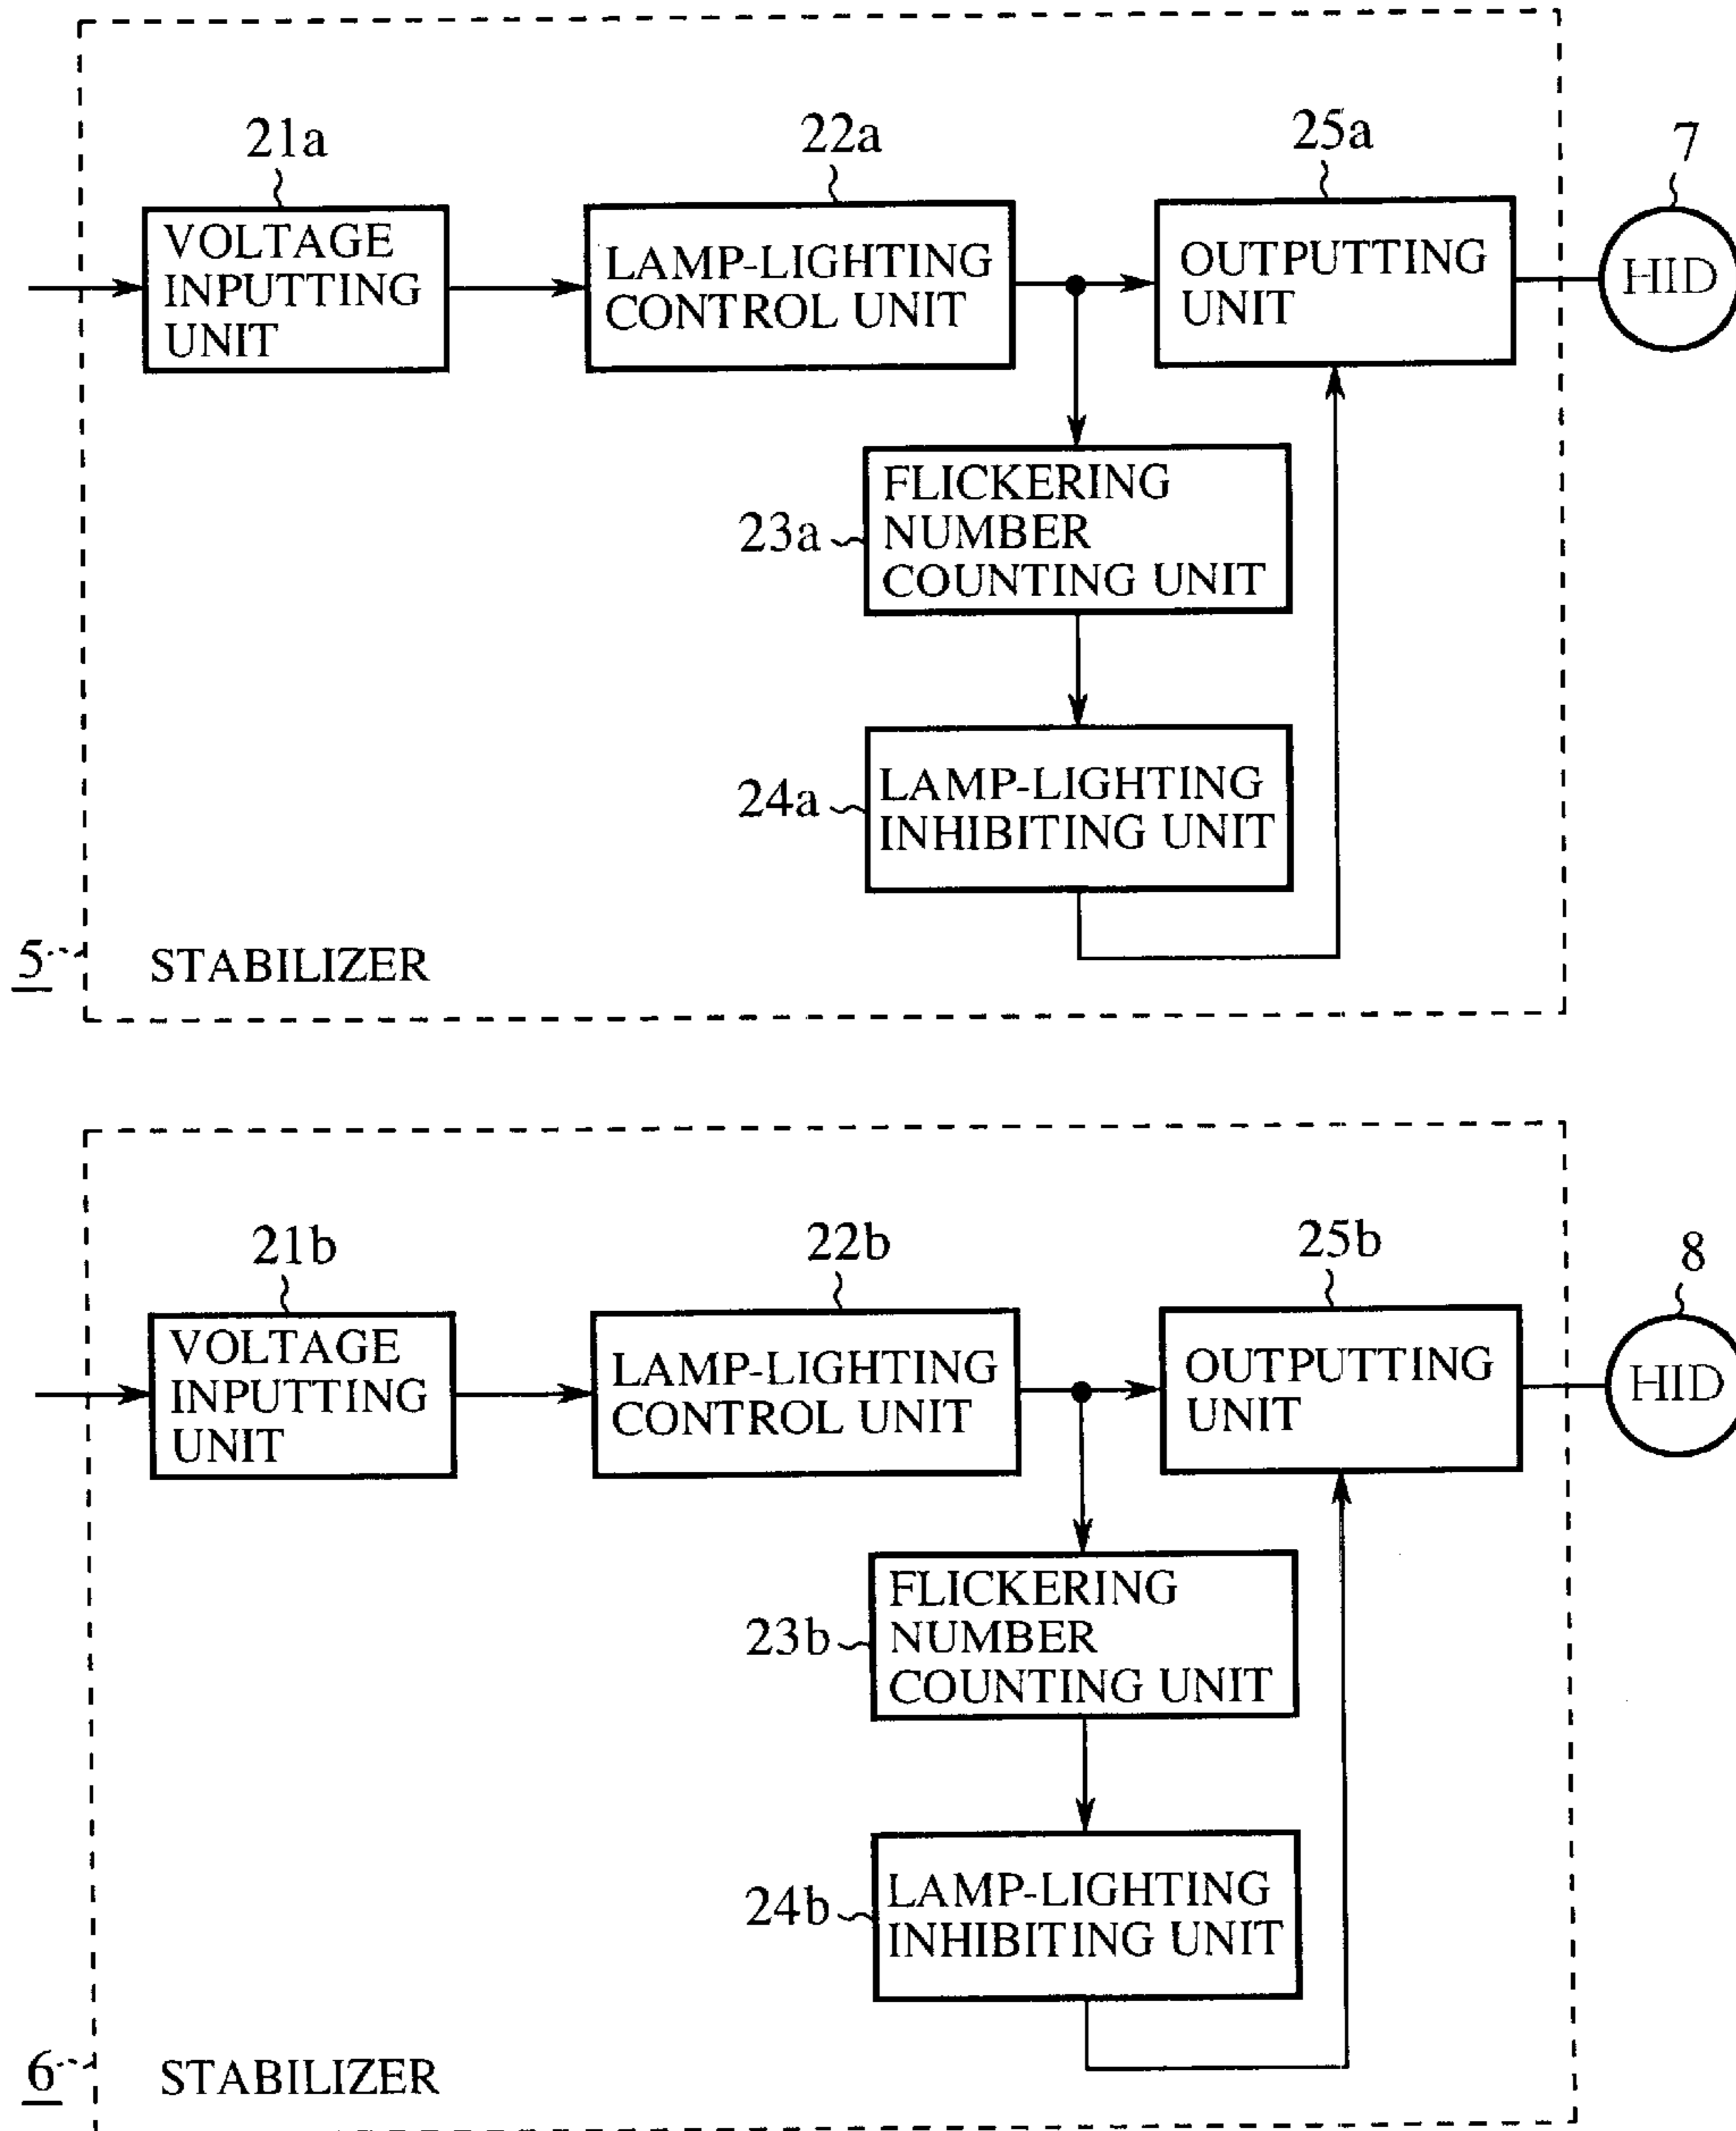 21a
22a
25a
7
VOLTAGE
INPUTTING
UNIT
LAMP-LIGHTING
CONTROL UNIT
OUTPUTTING
UNIT
HID
23a
FLICKERING
NUMBER
COUNTING UNIT
24a
LAMP-LIGHTING
INHIBITING UNIT
5
STABILIZER
21b
22b
25b
8
VOLTAGE
INPUTTING
UNIT
LAMP-LIGHTING
CONTROL UNIT
OUTPUTTING
UNIT
HID
23b
FLICKERING
NUMBER
COUNTING UNIT
24b
LAMP-LIGHTING
INHIBITING UNIT
6
STABILIZER